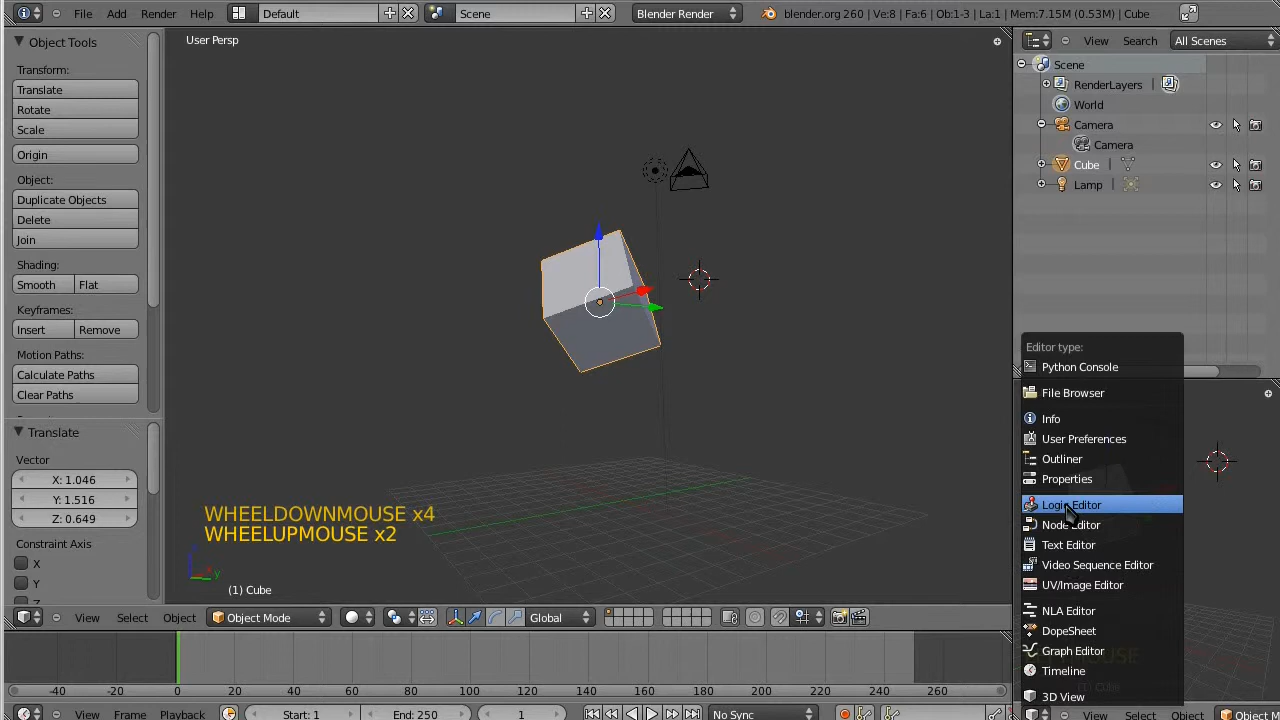 File Add Render Help Default Scene Blender Render blender.org 260 | Ve:8 | Fa:6 | Ob:1-3 | La:1 | Mem:7.15M (0.53M) | Cube
Object Tools
Transform:
Translate
Rotate
Scale
Origin
Object:
Duplicate Objects
Delete
Join
Shading:
Smooth Flat
Keyframes:
Insert Remove
Motion Paths:
Calculate Paths
Clear Paths
Translate
Vector
X: 1.046
Y: 1.516
Z: 0.649
Constraint Axis
X
Y
User Persp
WHEELDOWNMOUSE x4
WHEELUPMOUSE x2
z
y
(1) Cube
View Select Object Object Mode Global
-40 -20 0 20 40 60 80 100 120 140 160 180 200 220 240 260
View Frame Playback Start: 1 End: 250 1 No Sync
View Search All Scenes
Scene
RenderLayers |
World
Camera
Camera
Cube |
Lamp |
Editor type:
Python Console
File Browser
Info
User Preferences
Outliner
Properties
Logic Editor
Node Editor
Text Editor
Video Sequence Editor
UV/Image Editor
NLA Editor
DopeSheet
Graph Editor
Timeline
3D View
View Select Object Object M